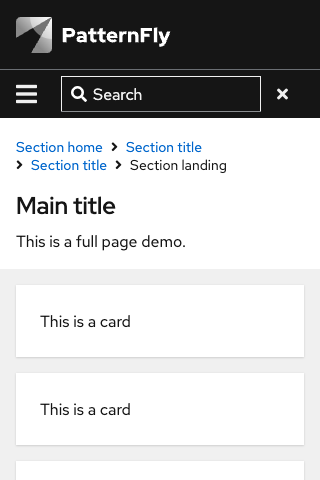 PatternFly
Search
Section home Section title
Section title Section landing
Main title
This is a full page demo.
This is a card
This is a card